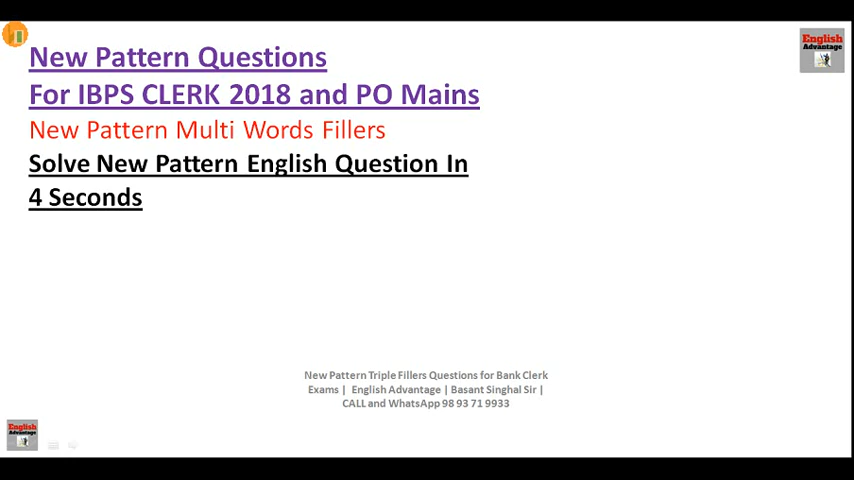 New Pattern Questions
For IBPS CLERK 2018 and PO Mains
New Pattern Multi Words Fillers
Solve New Pattern English Question In
4 Seconds
English
Advantage
New Pattern Triple Fillers Questions for Bank Clerk
Exams | English Advantage | Basant Singhal Sir |
CALL and WhatsApp 98 93 71 9933
English
Advantage